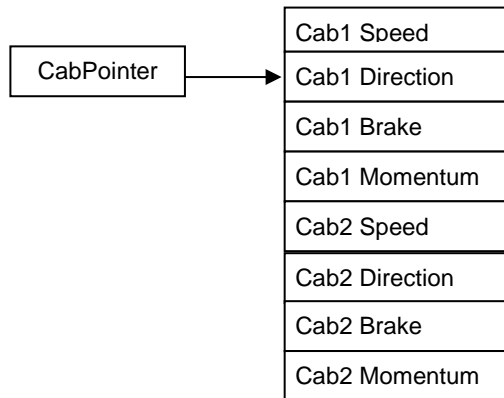 Cab1 Speed
CabPointer
Cab1 Direction
Cab1 Brake
Cab1 Momentum
Cab2 Speed
Cab2 Direction
Cab2 Brake
Cab2 Momentum